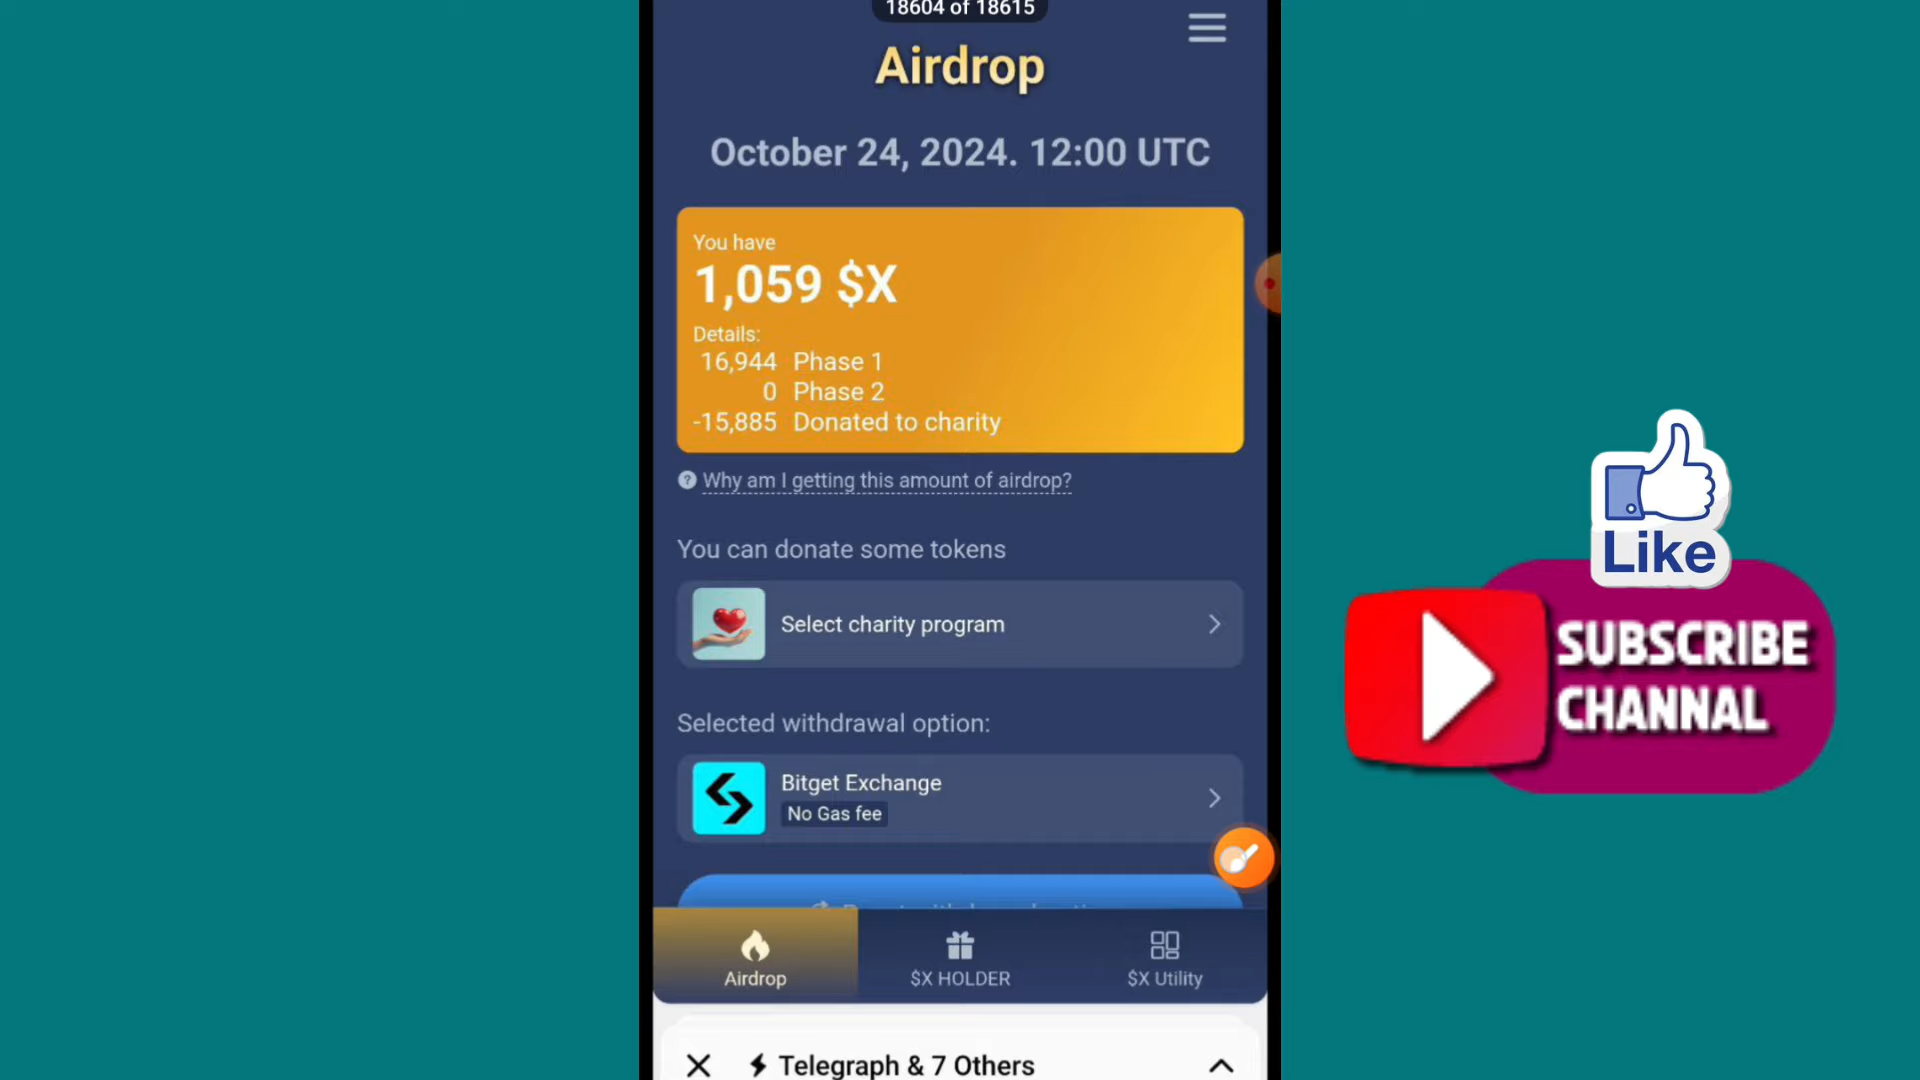 18604 of 18615
Airdrop
October 24, 2024. 12:00 UTC
You have
1,059 $X
Details:
16,944 Phase 1
0 Phase 2
-15,885 Donated to charity
? Why am I getting this amount of airdrop?
You can donate some tokens
Select charity program
Selected withdrawal option:
Bitget Exchange
No Gas fee
Airdrop
$X HOLDER
$X Utility
Telegraph & 7 Others
Like
SUBSCRIBE
CHANNAL